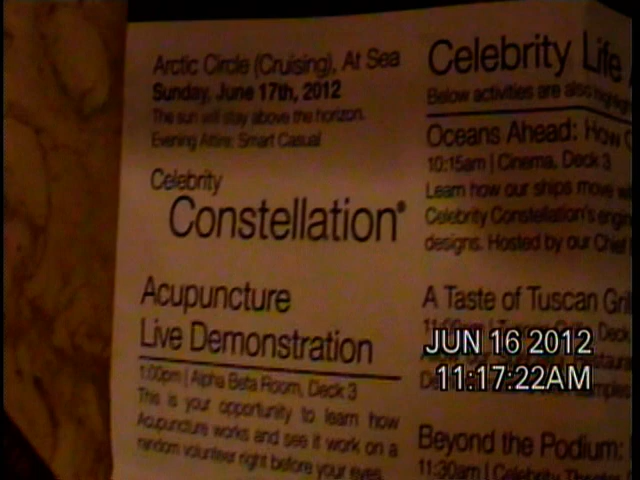 Arctic Circle (Cruising), At Sea
Sunday, June 17th, 2012
The sun will stay above the horizon.
Evening Attire: Smart Casual
Celebrity
Constellation®
Acupuncture
Live Demonstration
1:00pm | Alpha Beta Room, Deck 3
This is your opportunity to learn how
Acupuncture works and see it work on a
random volunteer right before your eyes.
Celebrity Life
Below activities are also
Oceans Ahead: How
10:15am | Cinema, Deck 3
Learn how our ships move
Celebrity Constellation's
designs. Hosted by our Chief
A Taste of Tuscan
Deck
Beyond the Podium:
11:30am | Celebrity
JUN 16 2012
11:17:22AM